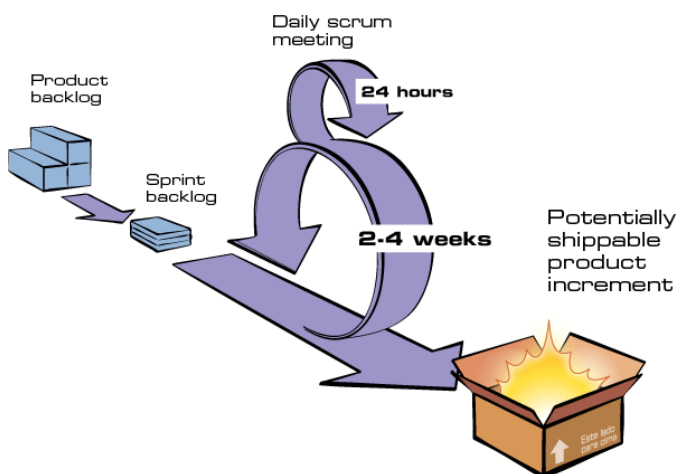 Daily scrum
meeting
24 hours
Product
backlog
Sprint
backlog
2-4 weeks
Potentially
shippable
product
increment
Este lado
para cima